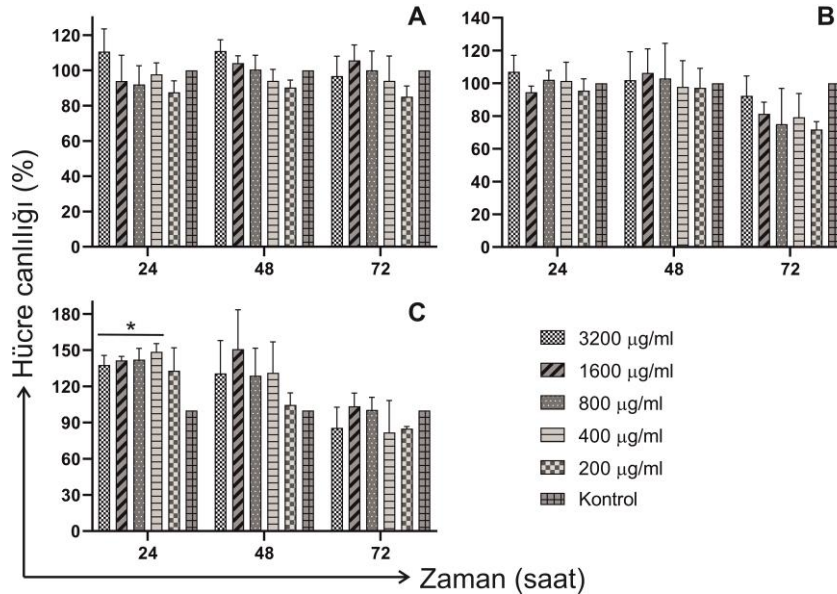 A
120
100
80
60
40
20
0
24
48
72
B
140
120
100
80
60
40
20
0
24
48
72
C
180
150
120
90
60
30
0
*
24
48
72
Hücre canlılığı (%)
Zaman (saat)
3200 µg/ml
1600 µg/ml
800 µg/ml
400 µg/ml
200 µg/ml
Kontrol